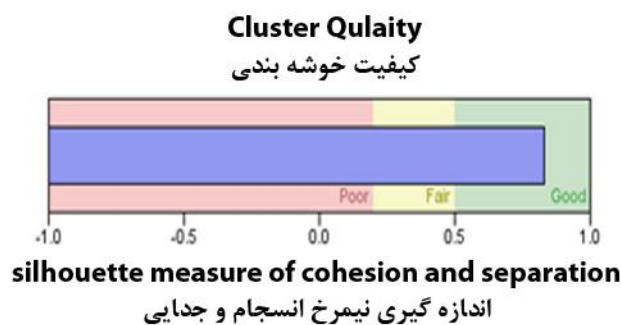 Cluster Qulaity
کیفیت خوشه بندی
Poor Fair Good
-1.0 -0.5 0.0 0.5 1.0
silhouette measure of cohesion and separation
اندازه گیری نیمرخ انسجام و جدایی